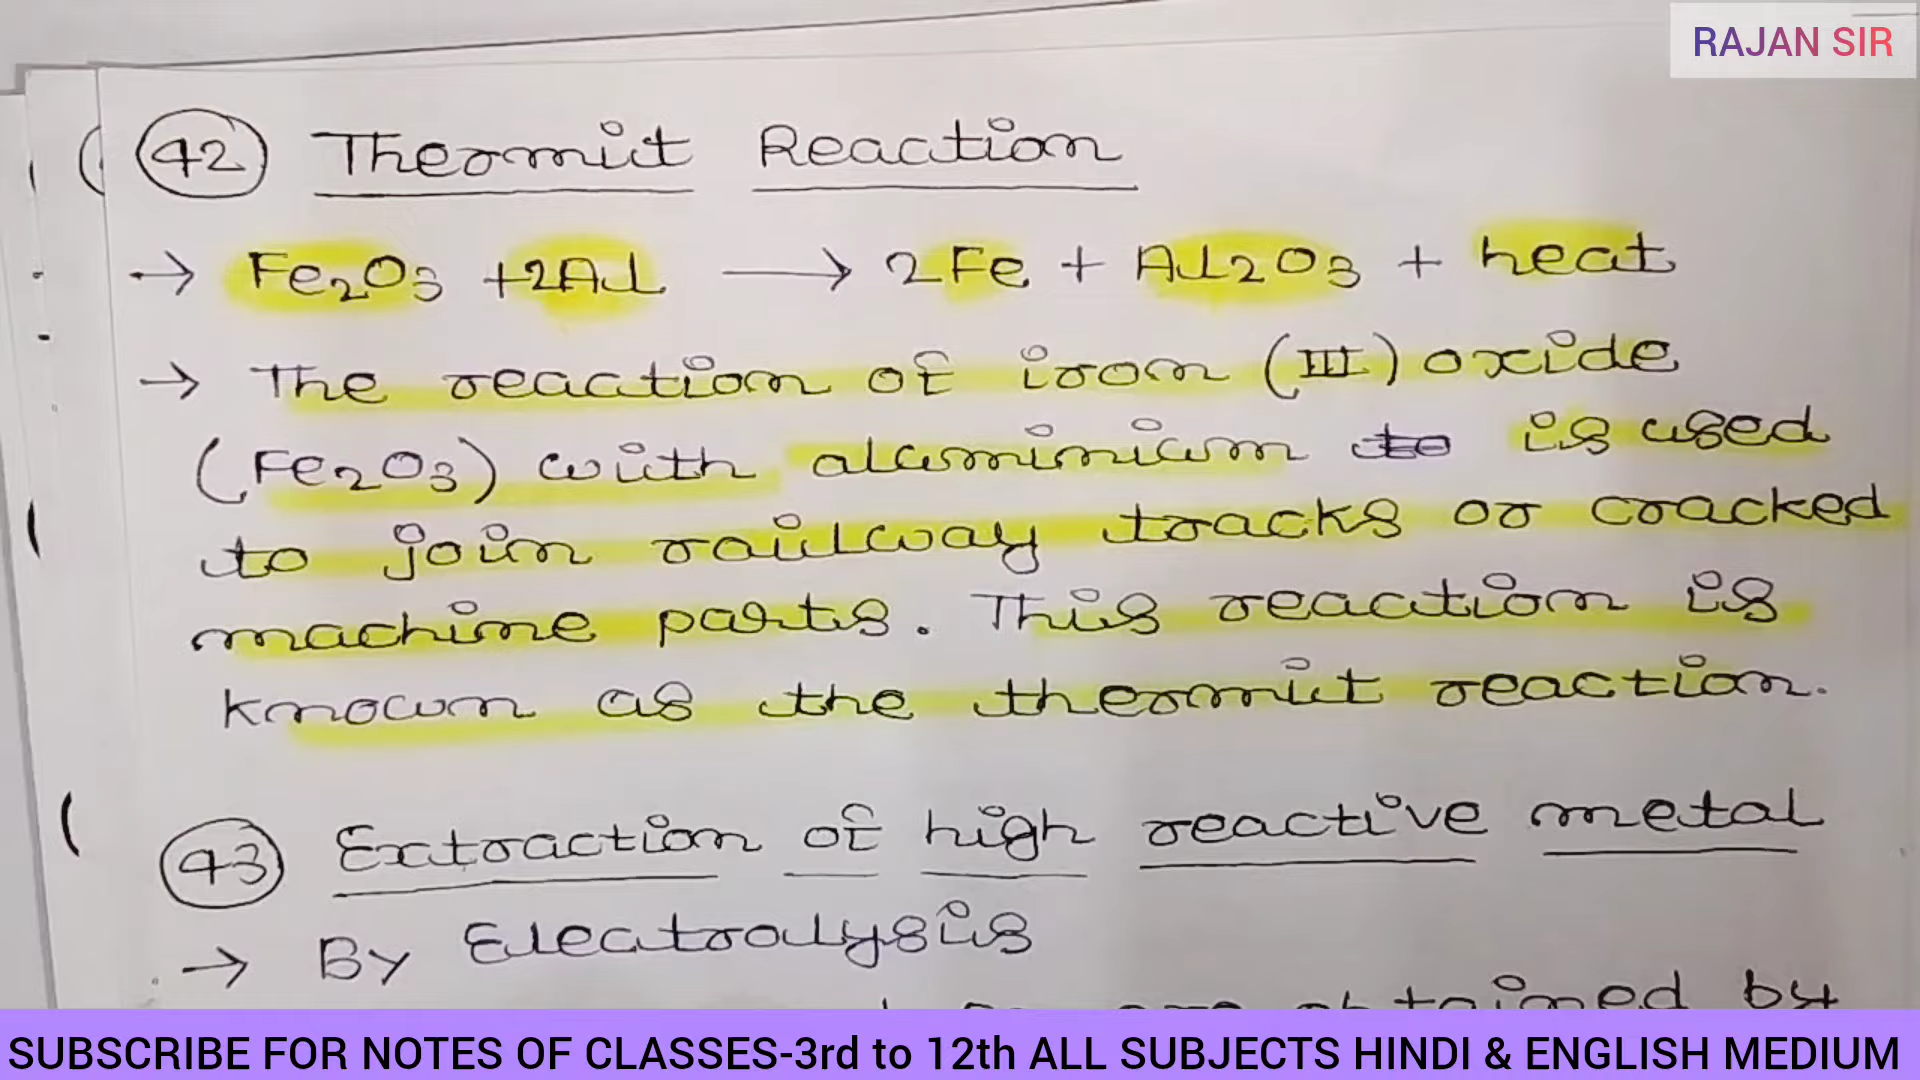 RAJAN SIR
42 Thermit Reaction
→ Fe₂O₃ +2Al → 2Fe + Al₂O₃ + heat
→ The reaction of iron (III) oxide
(Fe₂O₃) with aluminium is used
to join railway tracks or cracked
machine parts. This reaction is
known as the thermit reaction.
43 Extraction of high reactive metal
→ By Electrolysis
obtained by
SUBSCRIBE FOR NOTES OF CLASSES-3rd to 12th ALL SUBJECTS HINDI & ENGLISH MEDIUM